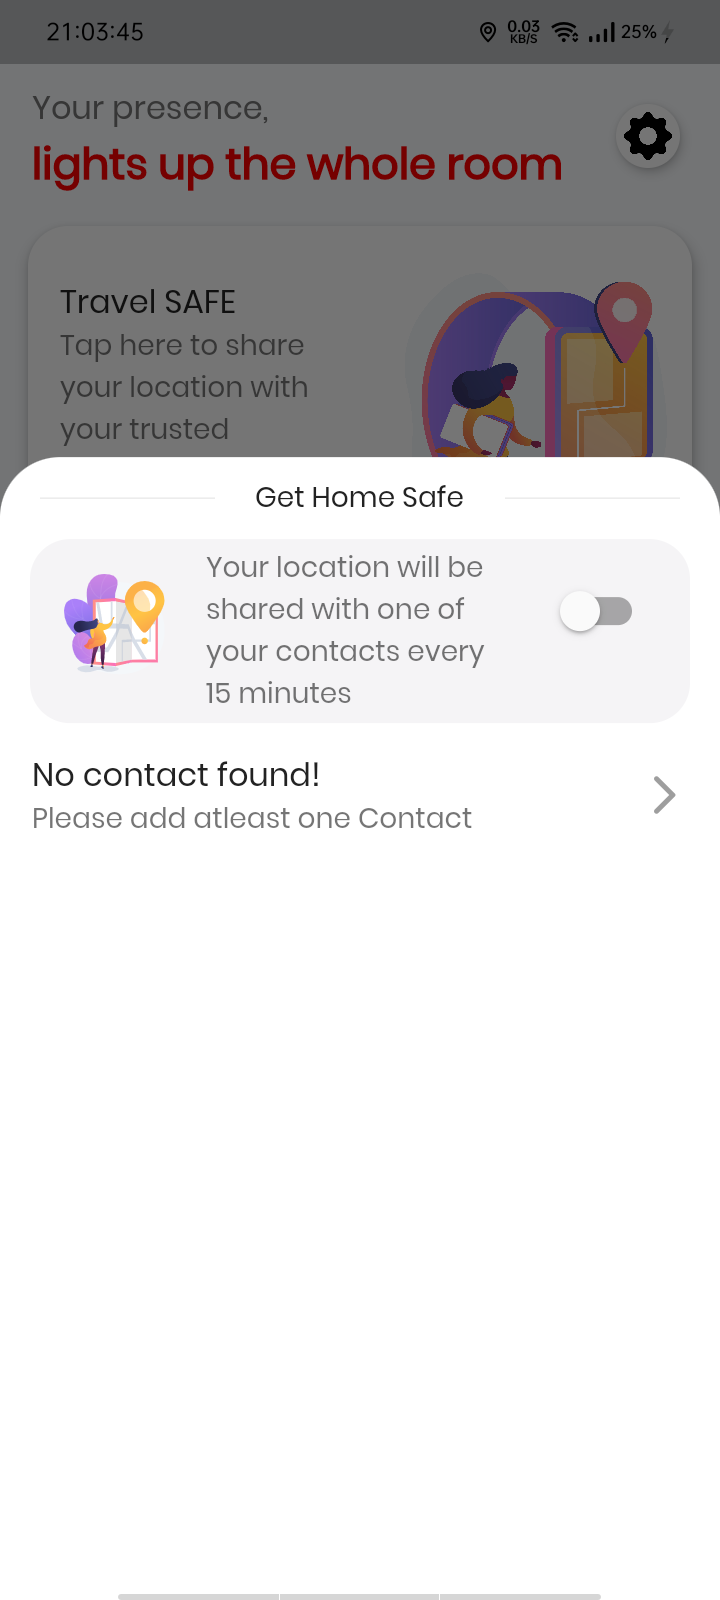 21:03:45
0.03
KB/S
25%
Your presence,
lights up the whole room
Travel SAFE
Tap here to share
your location with
your trusted
Get Home Safe
Your location will be
shared with one of
your contacts every
15 minutes
No contact found!
Please add atleast one Contact